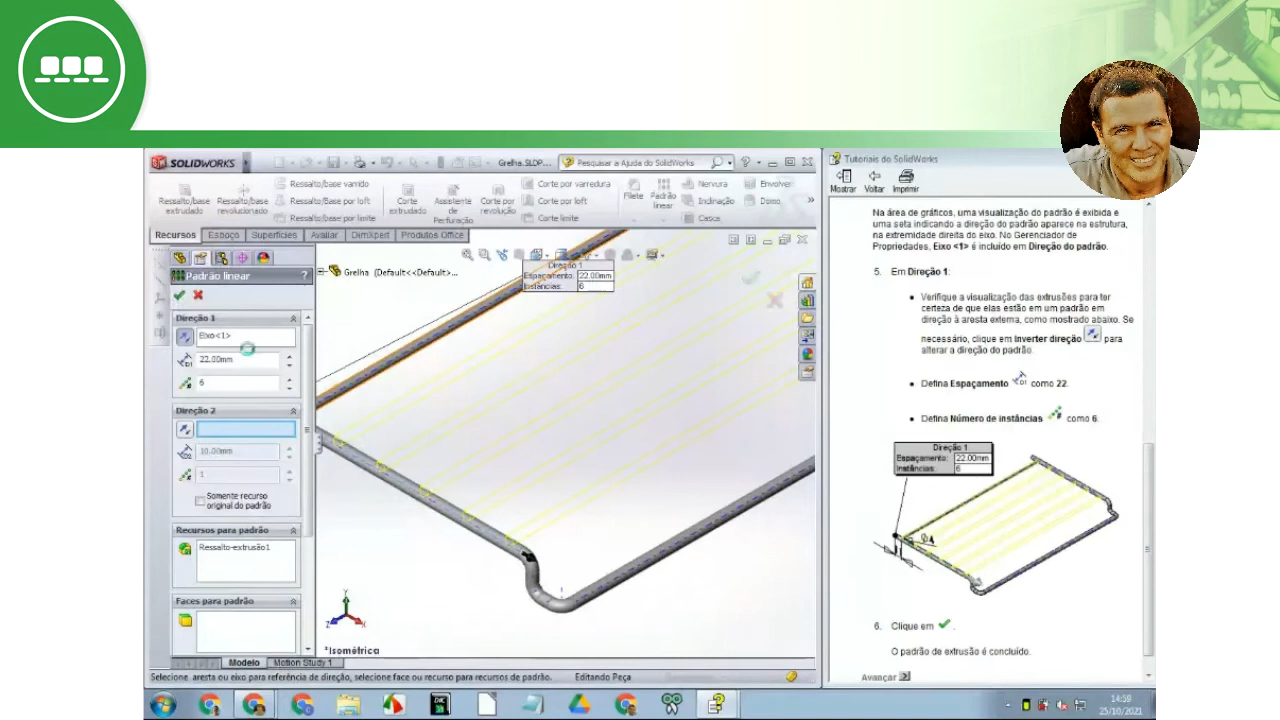 SOLIDWORKS
Grelha.SLDP...
Pesquisar a Ajuda do SolidWorks
Ressalto/base extrudado
Ressalto/base revolucionado
Ressalto/base varrido
Ressalto/Base por loft
Ressalto/base por limite
Corte extrudado
Assistente de Perfuração
Corte por revolução
Corte por varredura
Corte por loft
Corte limite
Filete
Padrão linear
Nervura
Inclinação
Casca
Envolver
Domo
Recursos
Esboço
Superfícies
Avaliar
DimXpert
Produtos Office
Padrão linear
?
Direção 1
Eixo<1>
22.00mm
6
Direção 2
10.00mm
1
Somente recurso
original do padrão
Recursos para padrão
Ressalto-extrusão1
Faces para padrão
Grelha (Default<<Default>...
Direção 1
Espaçamento: 22.00mm
Instâncias: 6
Y
Z
X
*Isométrica
Modelo
Motion Study 1
Selecione aresta ou eixo para referência de direção, selecione face ou recurso para recursos de padrão.
Editando Peça
Tutoriais do SolidWorks
Mostrar
Voltar
Imprimir
Na área de gráficos, uma visualização do padrão é exibida e
uma seta indicando a direção do padrão aparece na estrutura,
na extremidade direita do eixo. No Gerenciador de
Propriedades, Eixo <1> é incluído em Direção do padrão.
5. Em Direção 1:
• Verifique a visualização das extrusões para ter
certeza de que elas estão em um padrão em
direção à aresta externa, como mostrado abaixo. Se
necessário, clique em Inverter direção para
alterar a direção do padrão.
• Defina Espaçamento como 22.
• Defina Número de instâncias como 6.
Direção 1
Espaçamento: 22.00mm
Instâncias: 6
6. Clique em .
O padrão de extrusão é concluído.
Avançar
14:59
25/10/2021